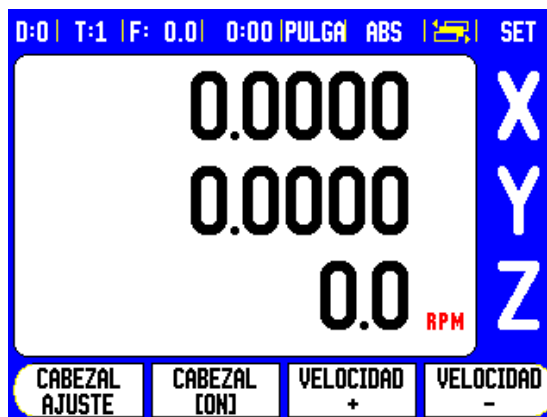 D:0 | T:1 | F: 0.0 | 0:00 | PULGA | ABS | | SET
0.0000 X
0.0000 Y
0.0 RPM Z
CABEZAL AJUSTE
CABEZAL [ON]
VELOCIDAD +
VELOCIDAD -